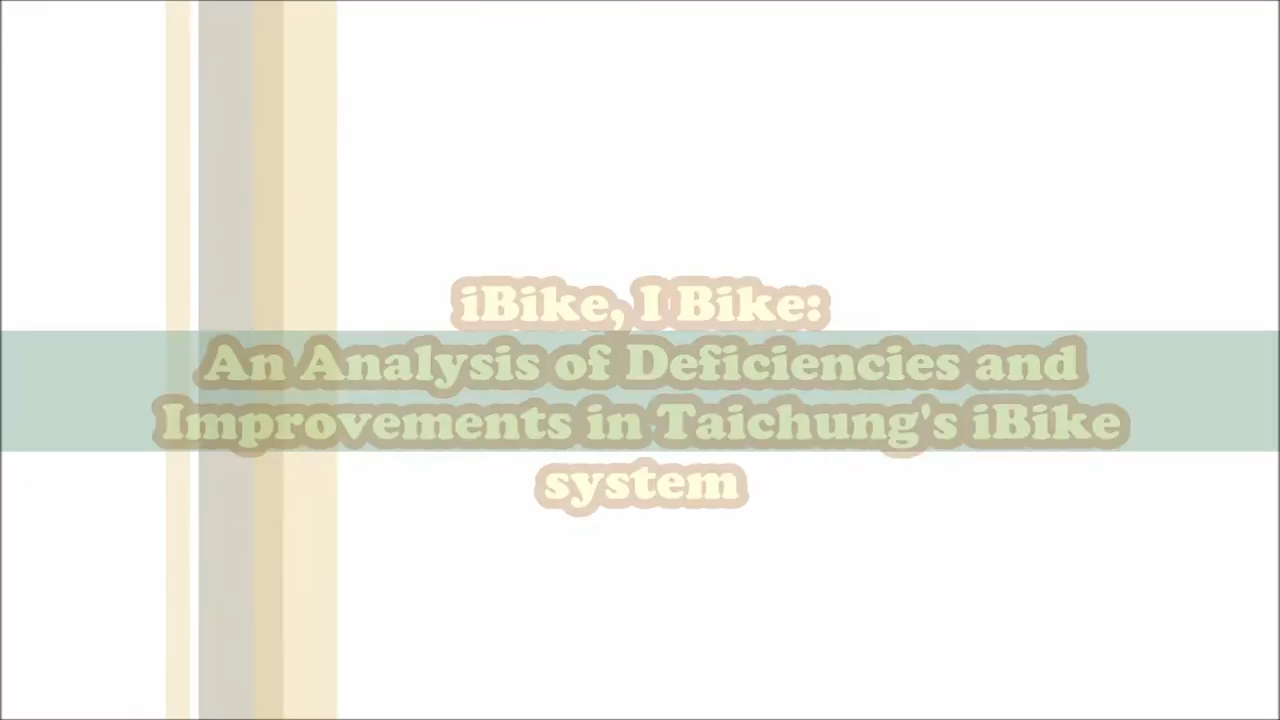 iBike, I Bike:
An Analysis of Deficiencies and
Improvements in Taichung's iBike
system